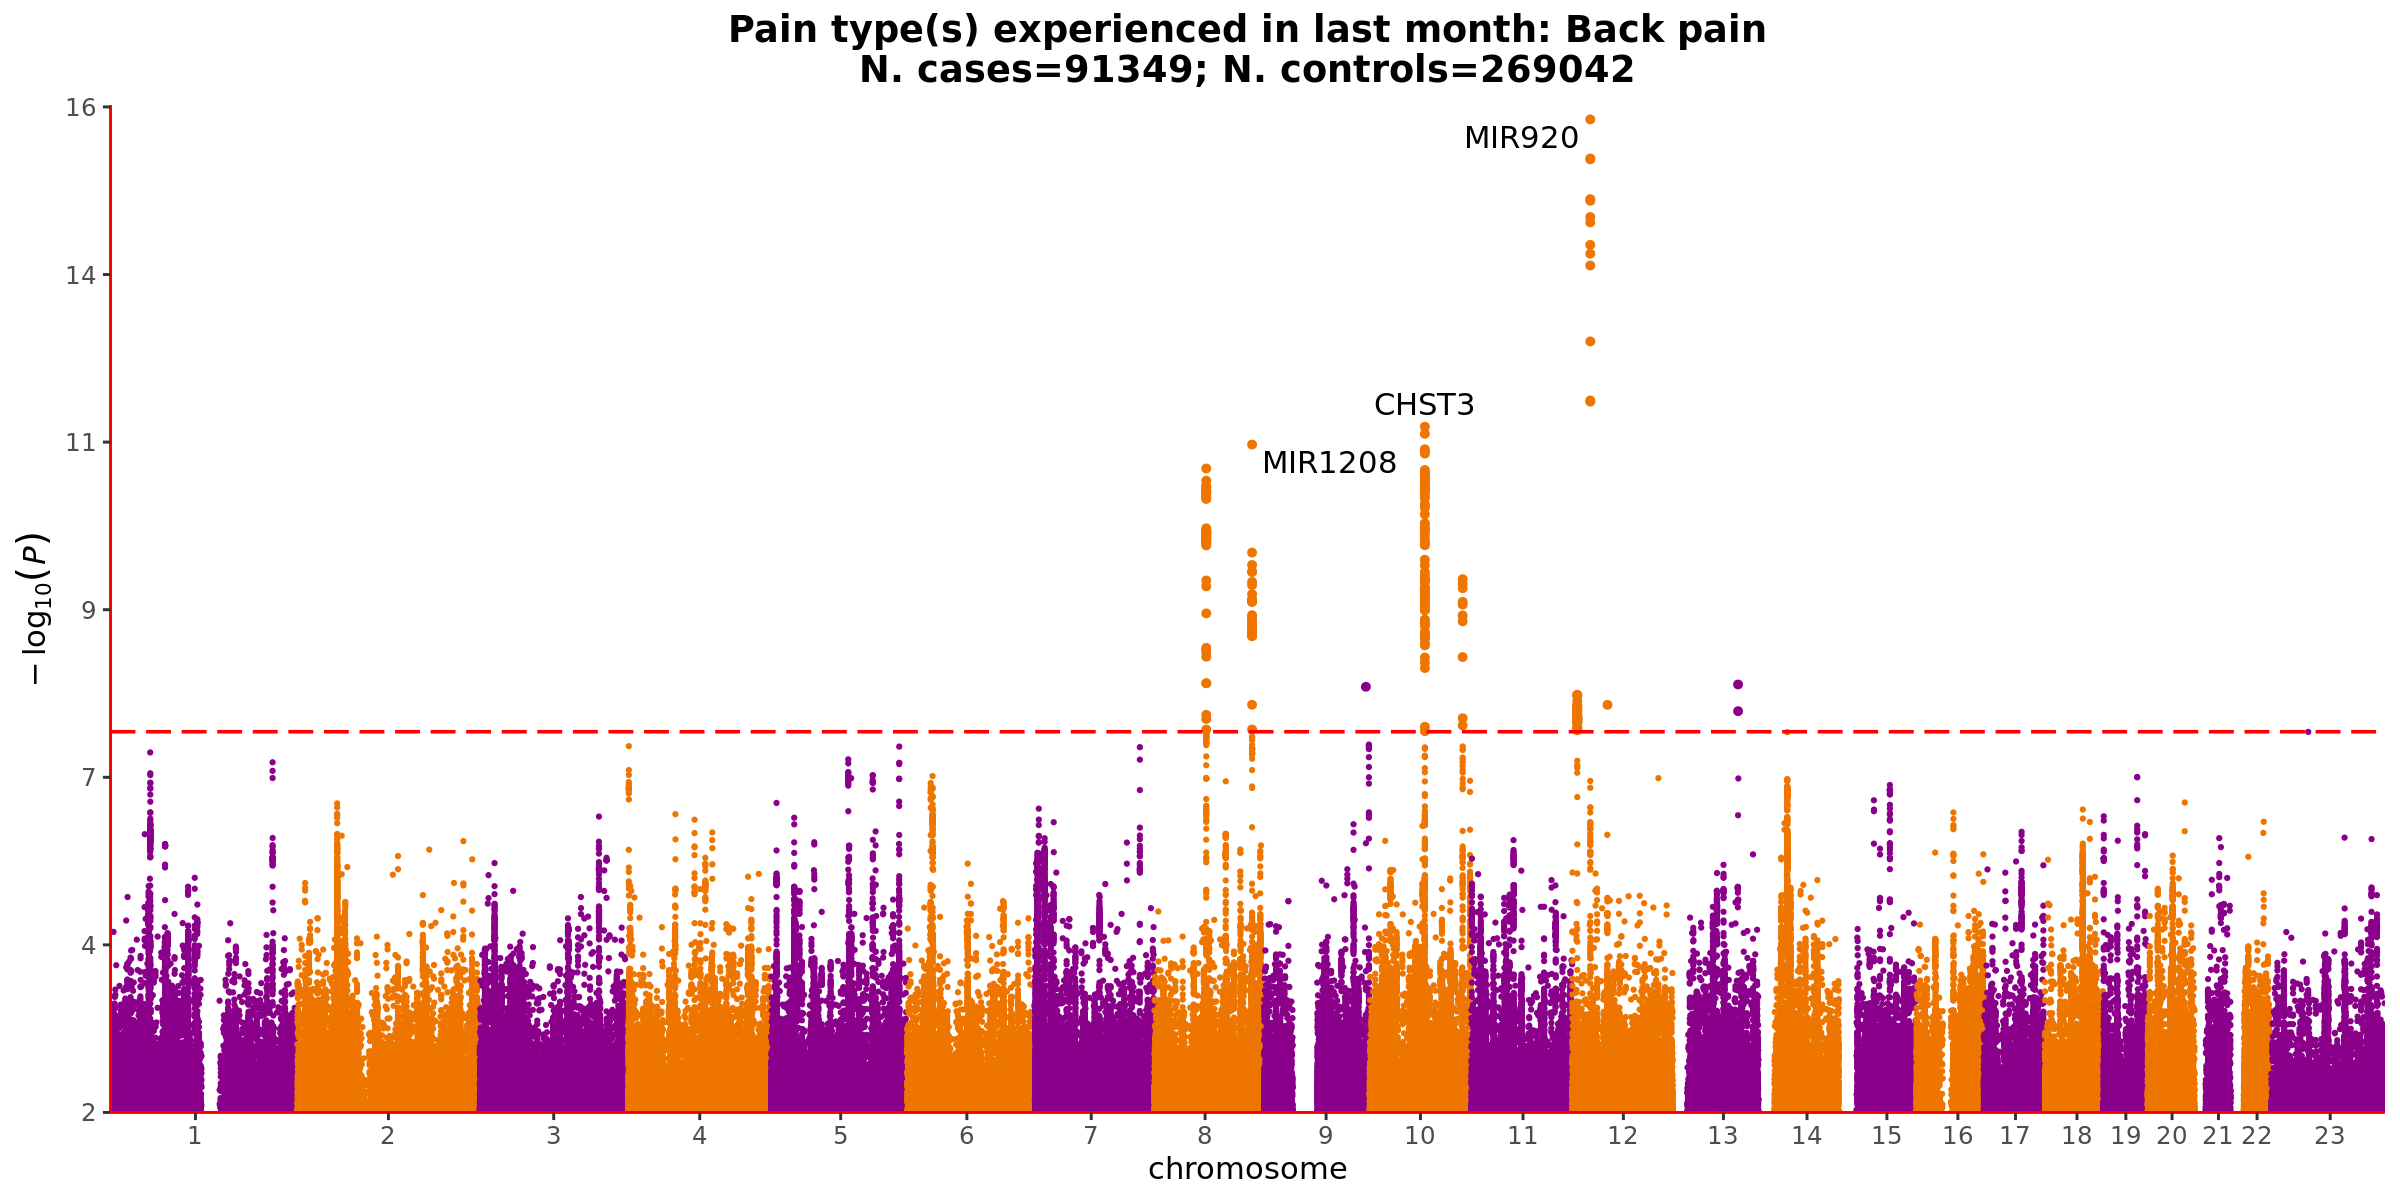 Pain type(s) experienced in last month: Back pain
N. cases=91349; N. controls=269042
16
MIR920
14
CHST3
11
MIR1208
9
− log10(P)
7
4
2
1 2 3 4 5 6 7 8 9 10 11 12 13 14 15 16 17 18 19 20 21 22 23
chromosome